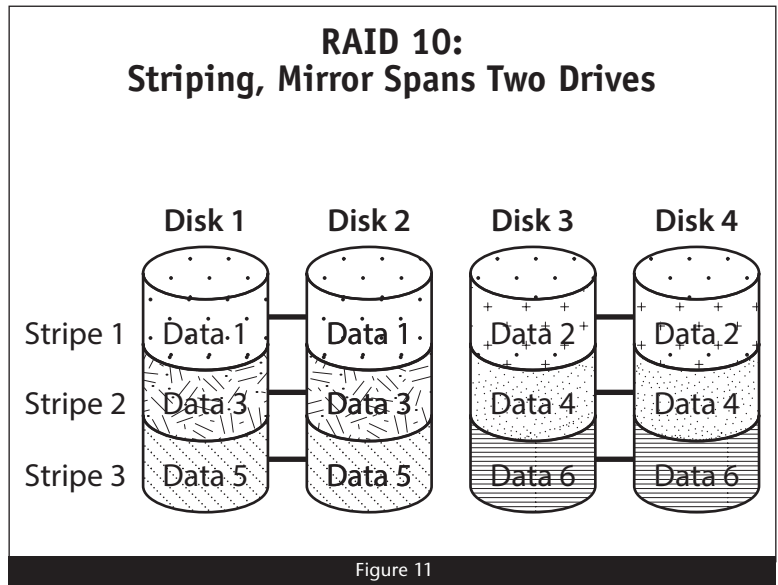 RAID 10:
Striping, Mirror Spans Two Drives
Disk 1 Disk 2 Disk 3 Disk 4
Stripe 1 Data 1 Data 1 Data 2 Data 2
Stripe 2 Data 3 Data 3 Data 4 Data 4
Stripe 3 Data 5 Data 5 Data 6 Data 6
Figure 11